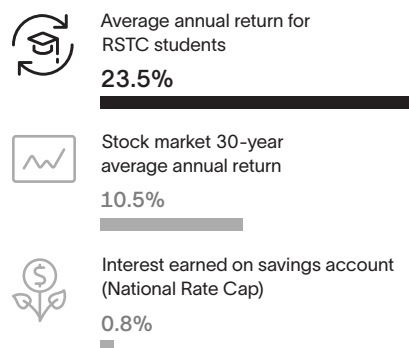 Average annual return for
RSTC students
23.5%
Stock market 30-year
average annual return
10.5%
Interest earned on savings account
(National Rate Cap)
0.8%